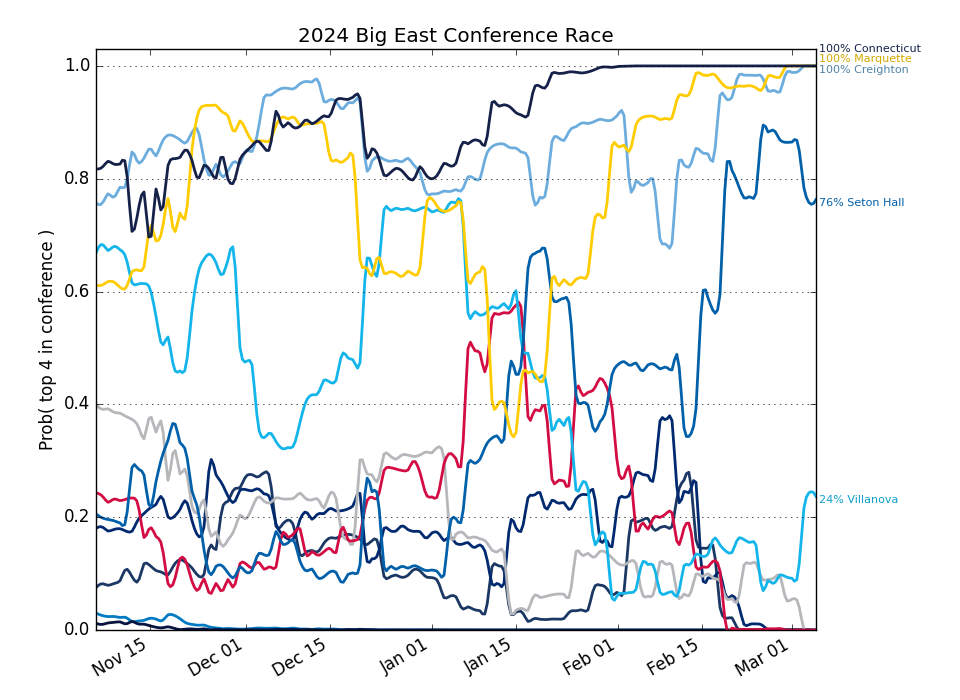 2024 Big East Conference Race
100% Connecticut
100% Marquette
100% Creighton
1.0
0.8
76% Seton Hall
0.6
Prob( top 4 in conference )
0.4
24% Villanova
0.2
0.0
Nov 15 Dec 01 Dec 15 Jan 01 Jan 15 Feb 01 Feb 15 Mar 01